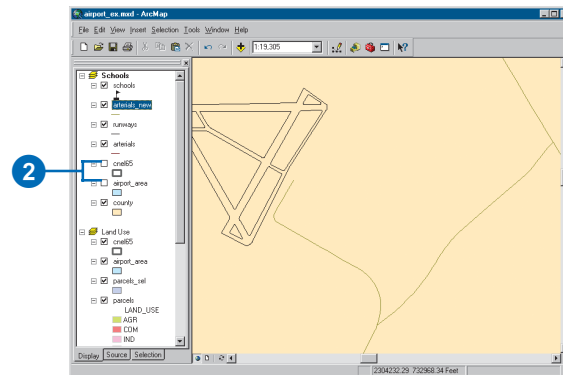 airport_ex.mxd - ArcMap
File Edit View Insert Selection Tools Window Help
1:19,305
Schools
schools
arterials_new
runways
arterials
cnel65
airport_area
county
Land Use
cnel65
airport_area
parcels_sel
parcels
LAND_USE
AGR
COM
IND
Display Source Selection
2304232.29 732968.34 Feet
2